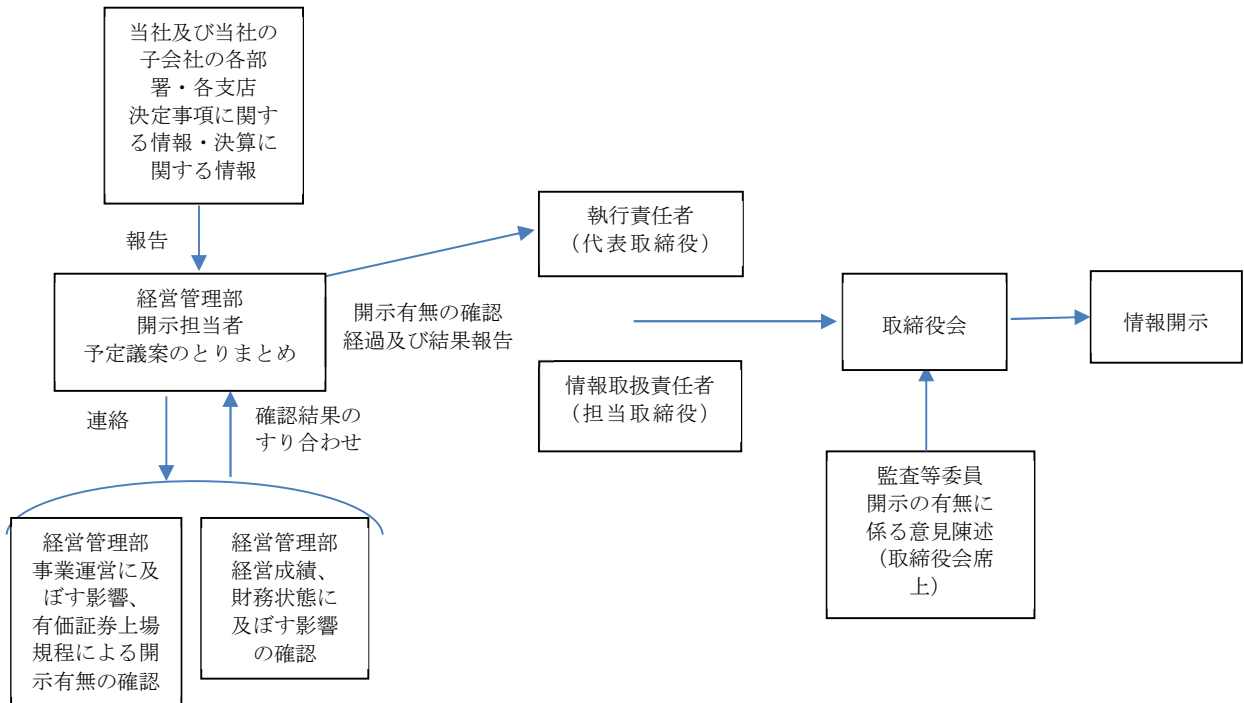 当社及び当社の
子会社の各部
署・各支店
決定事項に関す
る情報・決算に
関する情報
報告
経営管理部
開示担当者
予定議案のとりまとめ
連絡
確認結果の
すり合わせ
経営管理部
事業運営に及
ぼす影響、
有価証券上場
規程による開
示有無の確認
経営管理部
経営成績、
財務状態に
及ぼす影響
の確認
執行責任者
（代表取締役）
開示有無の確認
経過及び結果報告
情報取扱責任者
（担当取締役）
取締役会
情報開示
監査等委員
開示の有無に
係る意見陳述
（取締役会席
上）